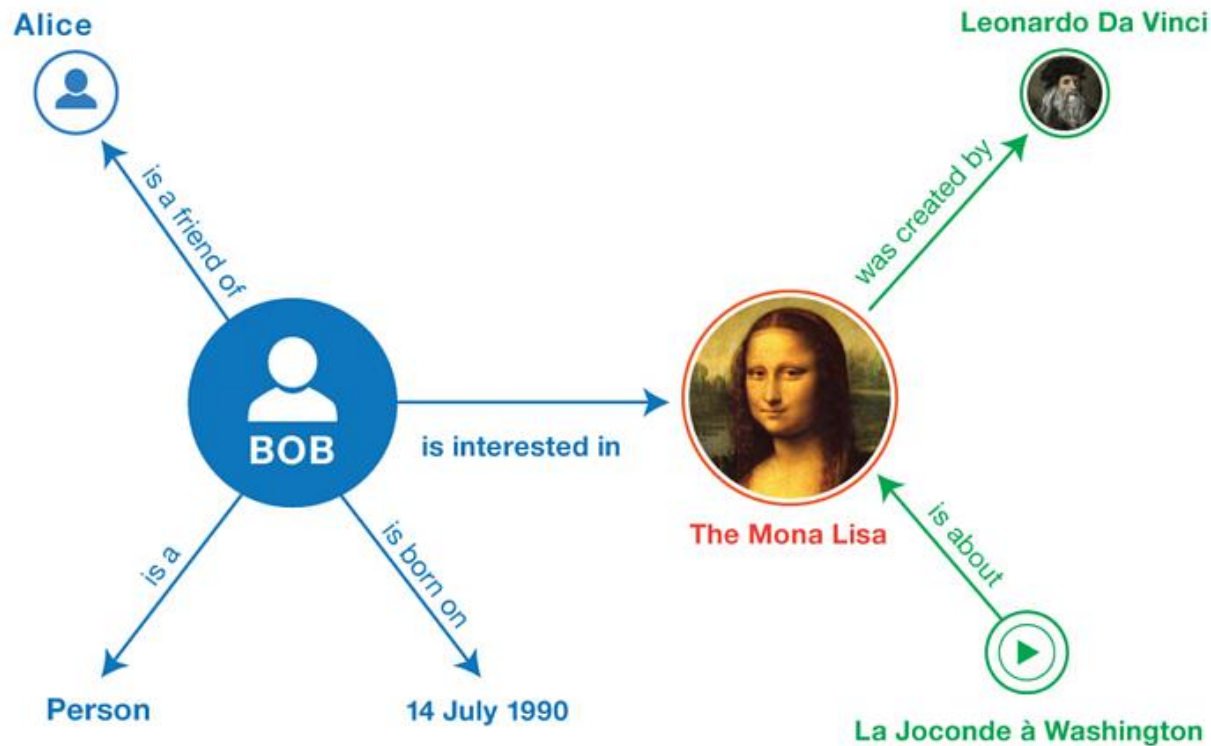 Alice
Leonardo Da Vinci
is a friend of
was created by
BOB
is interested in
The Mona Lisa
is a
is born on
is about
Person
14 July 1990
La Joconde à Washington